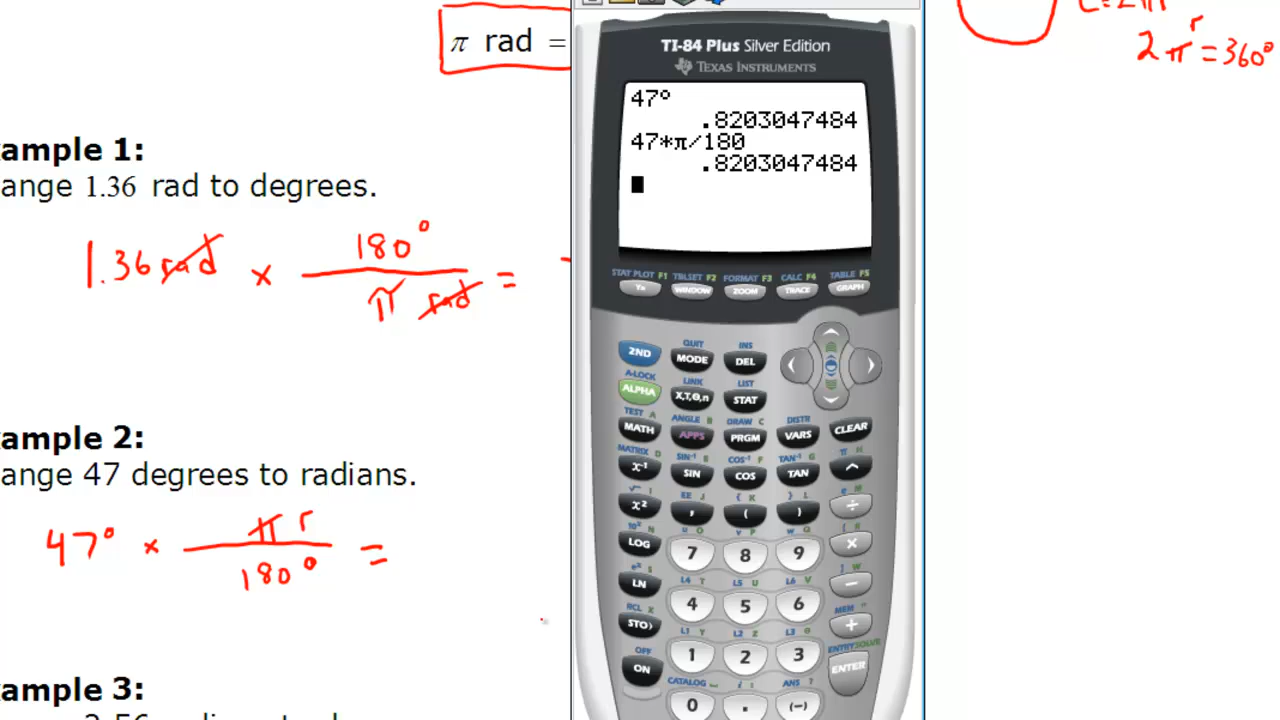 π rad =
C=2πr
2π^r=360°
xample 1:
ange 1.36 rad to degrees.
1.36 rad × 180° / π rad =
xample 2:
ange 47 degrees to radians.
47° × π r / 180° =
xample 3:
TI-84 Plus Silver Edition
TEXAS INSTRUMENTS
47°
.8203047484
47*π/180
.8203047484
STAT PLOT F1 TBLSET F2 FORMAT F3 CALC F4 TABLE F5
Y= WINDOW ZOOM TRACE GRAPH
QUIT INS
2ND MODE DEL
A-LOCK LINK LIST
ALPHA X,T,Θ,n STAT
TEST A ANGLE B DRAW C DISTR
MATH APPS PRGM VARS CLEAR
MATRIX D SIN⁻¹ E COS⁻¹ F TAN⁻¹ G π H
x⁻¹ SIN COS TAN ^
√ I EE J { K } L e M
x² , ( ) ÷
10ˣ N u O v P w Q [ R
LOG 7 8 9 ×
eˣ S L4 T L5 U L6 V ] W
LN 4 5 6 −
RCL X L1 Y L2 Z L3 θ MEM "
STO› 1 2 3 +
OFF CATALOG i : ANS ? ENTRY SOLVE
ON 0 . (-) ENTER